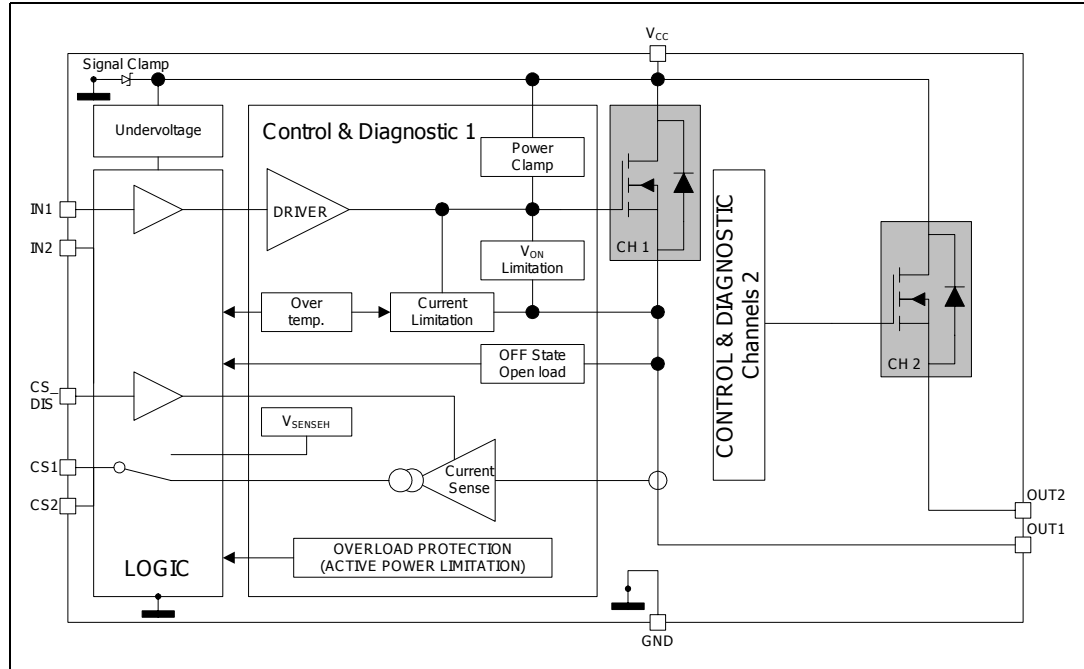 VCC
Signal Clamp
Undervoltage
Control & Diagnostic 1
Power
Clamp
IN1
DRIVER
IN2
CH 1
VON
Limitation
Over
temp.
Current
Limitation
CONTROL & DIAGNOSTIC
Channels 2
CH 2
OFF State
Open load
CS_
DIS
VSENSEH
CS1
Current
Sense
CS2
OUT2
OUT1
OVERLOAD PROTECTION
(ACTIVE POWER LIMITATION)
LOGIC
GND